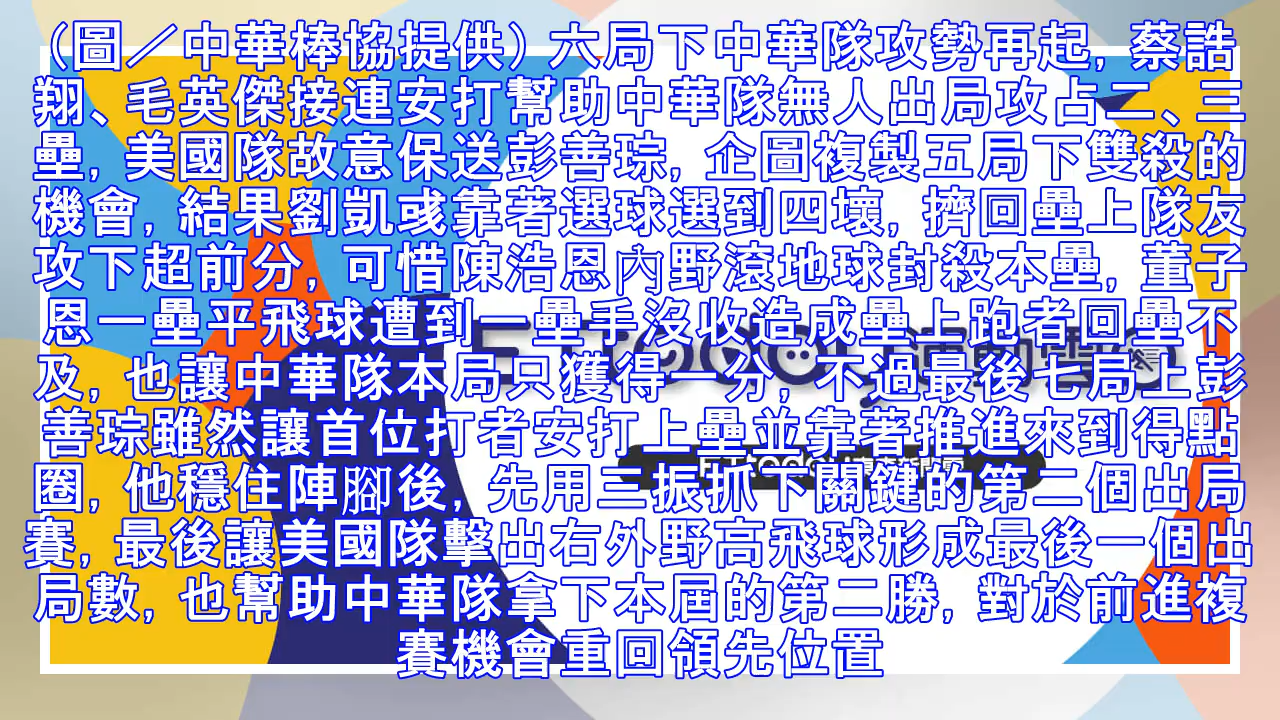 (圖／中華棒協提供) 六局下中華隊攻勢再起, 蔡誥
翔、毛英傑接連安打幫助中華隊無人出局攻占二、三
壘, 美國隊故意保送彭善琮, 企圖複製五局下雙殺的
機會, 結果劉凱彧靠著選球選到四壞, 擠回壘上隊友
攻下超前分, 可惜陳浩恩內野滾地球封殺本壘, 董子
恩一壘平飛球遭到一壘手沒收造成壘上跑者回壘不
及, 也讓中華隊本局只獲得一分, 不過最後七局上彭
善琮雖然讓首位打者安打上壘並靠著推進來到得點
圈, 他穩住陣腳後, 先用三振抓下關鍵的第二個出局
賽, 最後讓美國隊擊出右外野高飛球形成最後一個出
局數, 也幫助中華隊拿下本屆的第二勝, 對於前進複
賽機會重回領先位置